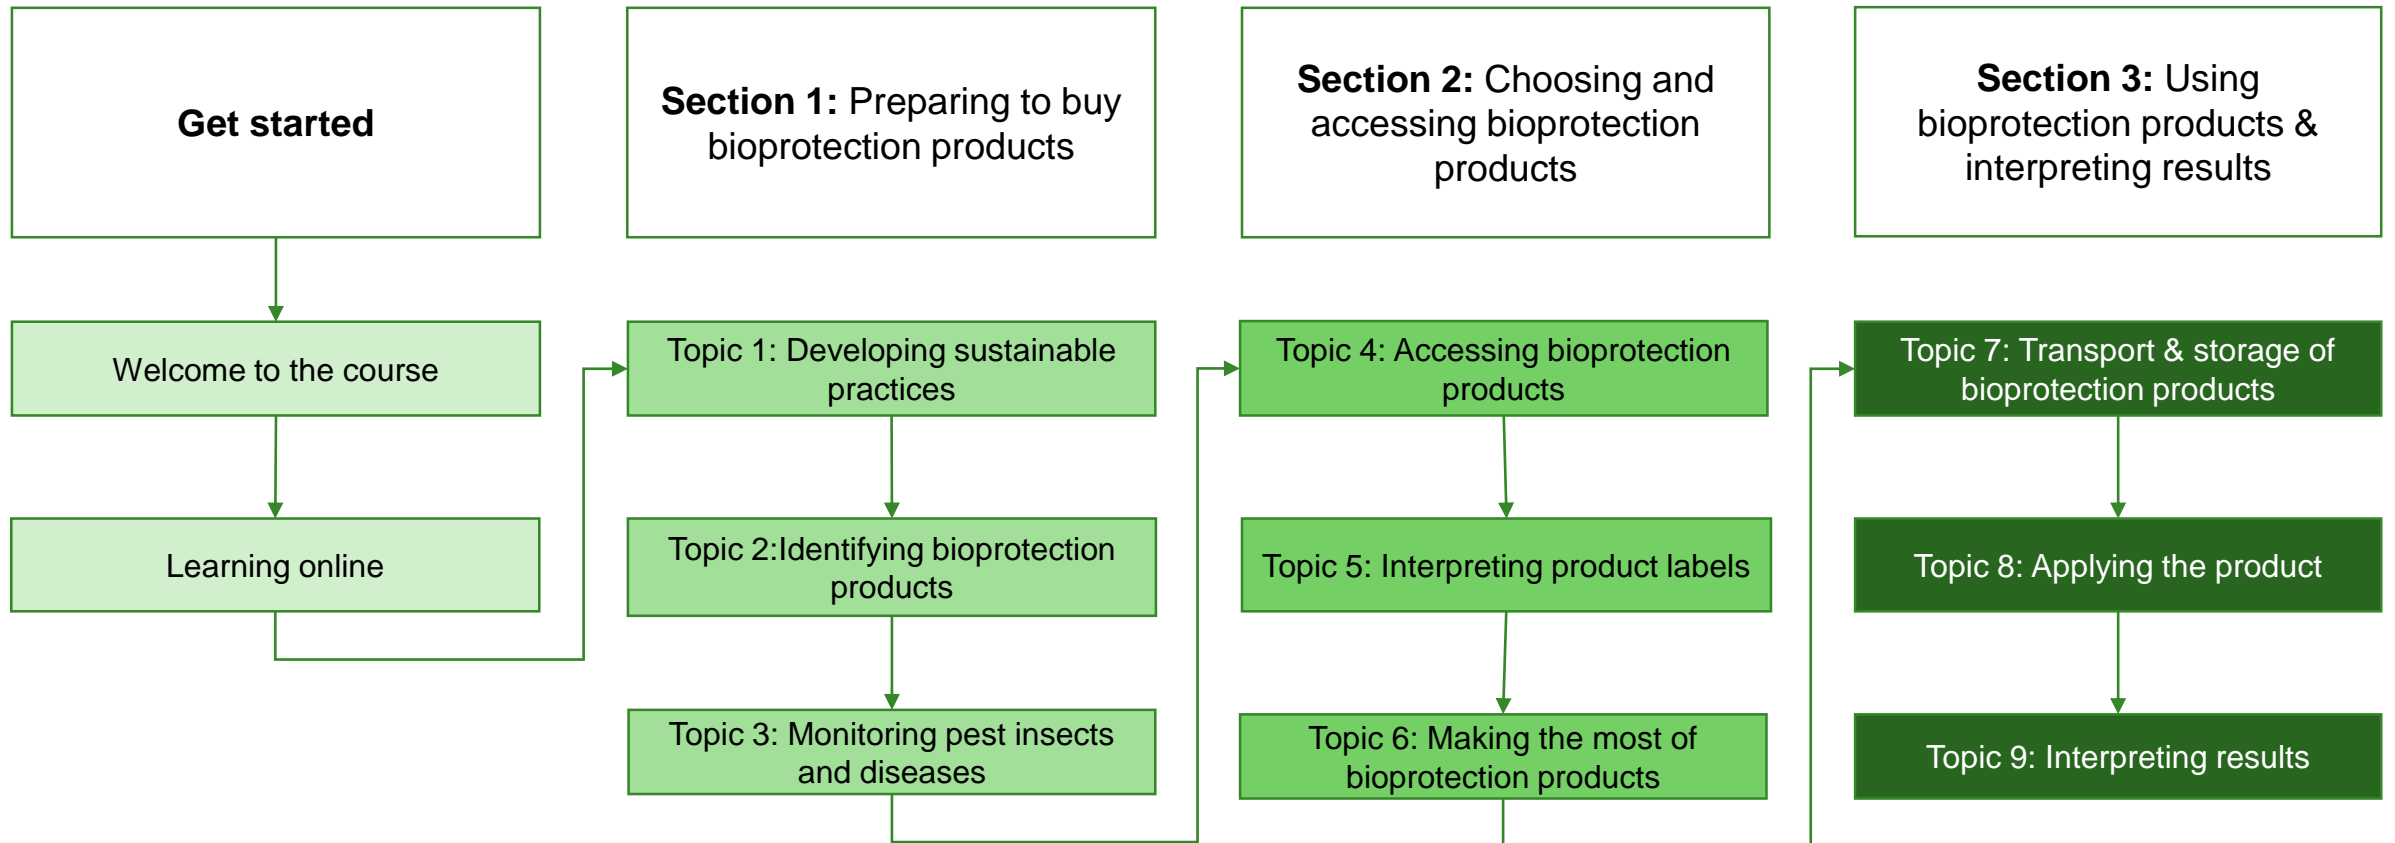 Get started
Section 1: Preparing to buy
bioprotection products
Section 2: Choosing and
accessing bioprotection
products
Section 3: Using
bioprotection products &
interpreting results
Welcome to the course
Learning online
Topic 1: Developing sustainable
practices
Topic 2:Identifying bioprotection
products
Topic 3: Monitoring pest insects
and diseases
Topic 4: Accessing bioprotection
products
Topic 5: Interpreting product labels
Topic 6: Making the most of
bioprotection products
Topic 7: Transport & storage of
bioprotection products
Topic 8: Applying the product
Topic 9: Interpreting results